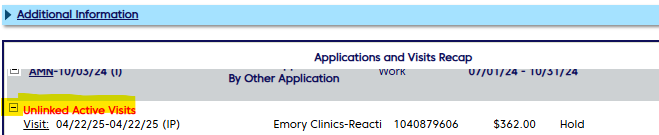 Additional Information
Applications and Visits Recap
AMN-10/03/24 (I) Work 07/01/24 - 10/31/24
By Other Application
Unlinked Active Visits
Visit: 04/22/25-04/22/25 (IP) Emory Clinics-Reacti 1040879606 $362.00 Hold